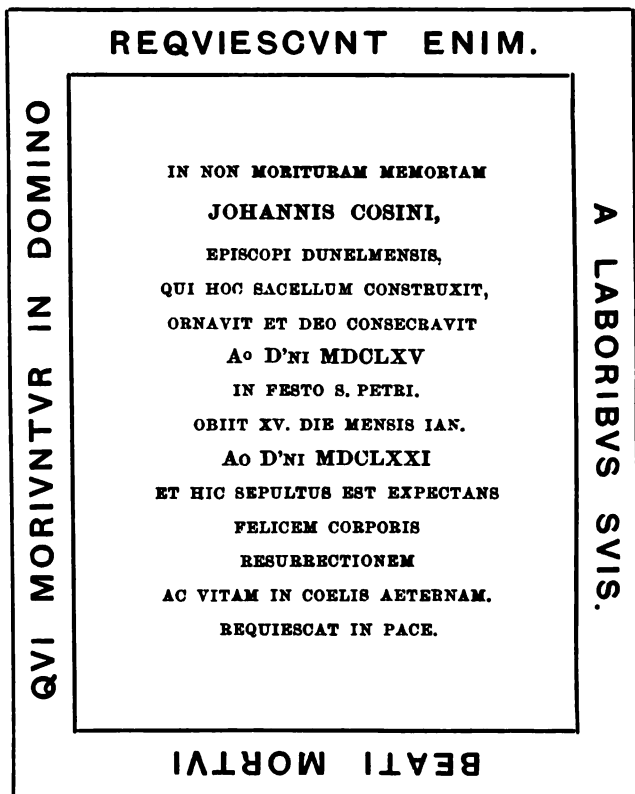 BEATI MORTVI
QVI MORIVNTVR IN DOMINO
REQVIESCVNT ENIM.
A LABORIBVS SVIS.
IN NON MORITURAM MEMORIAM
JOHANNIS COSINI,
EPISCOPI DUNELMENSIS,
QUI HOC SACELLUM CONSTRUXIT,
ORNAVIT ET DEO CONSECRAVIT
Ao D'NI MDCLXV
IN FESTO S. PETRI.
OBIIT XV. DIE MENSIS IAN.
AO D'NI MDCLXXI
ET HIC SEPULTUS EST EXPECTANS
FELICEM CORPORIS
RESURRECTIONEM
AC VITAM IN COELIS AETERNAM.
REQUIESCAT IN PACE.